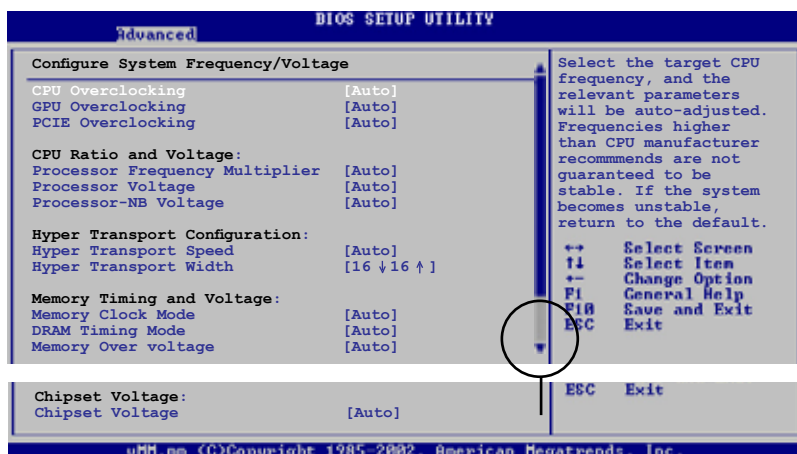 BIOS SETUP UTILITY
Advanced
Configure System Frequency/Voltage
CPU Overclocking [Auto]
GPU Overclocking [Auto]
PCIE Overclocking [Auto]
CPU Ratio and Voltage:
Processor Frequency Multiplier [Auto]
Processor Voltage [Auto]
Processor-NB Voltage [Auto]
Hyper Transport Configuration:
Hyper Transport Speed [Auto]
Hyper Transport Width [16 ↓ 16 ↑ ]
Memory Timing and Voltage:
Memory Clock Mode [Auto]
DRAM Timing Mode [Auto]
Memory Over voltage [Auto]
Select the target CPU
frequency, and the
relevant parameters
will be auto-adjusted.
Frequencies higher
than CPU manufacturer
recommmends are not
guaranteed to be
stable. If the system
becomes unstable,
return to the default.
↔ Select Screen
↑↓ Select Item
+- Change Option
F1 General Help
F10 Save and Exit
ESC Exit
Chipset Voltage:
Chipset Voltage [Auto]
ESC Exit
(C)Copyright 1985-2002, American Megatrends, Inc.